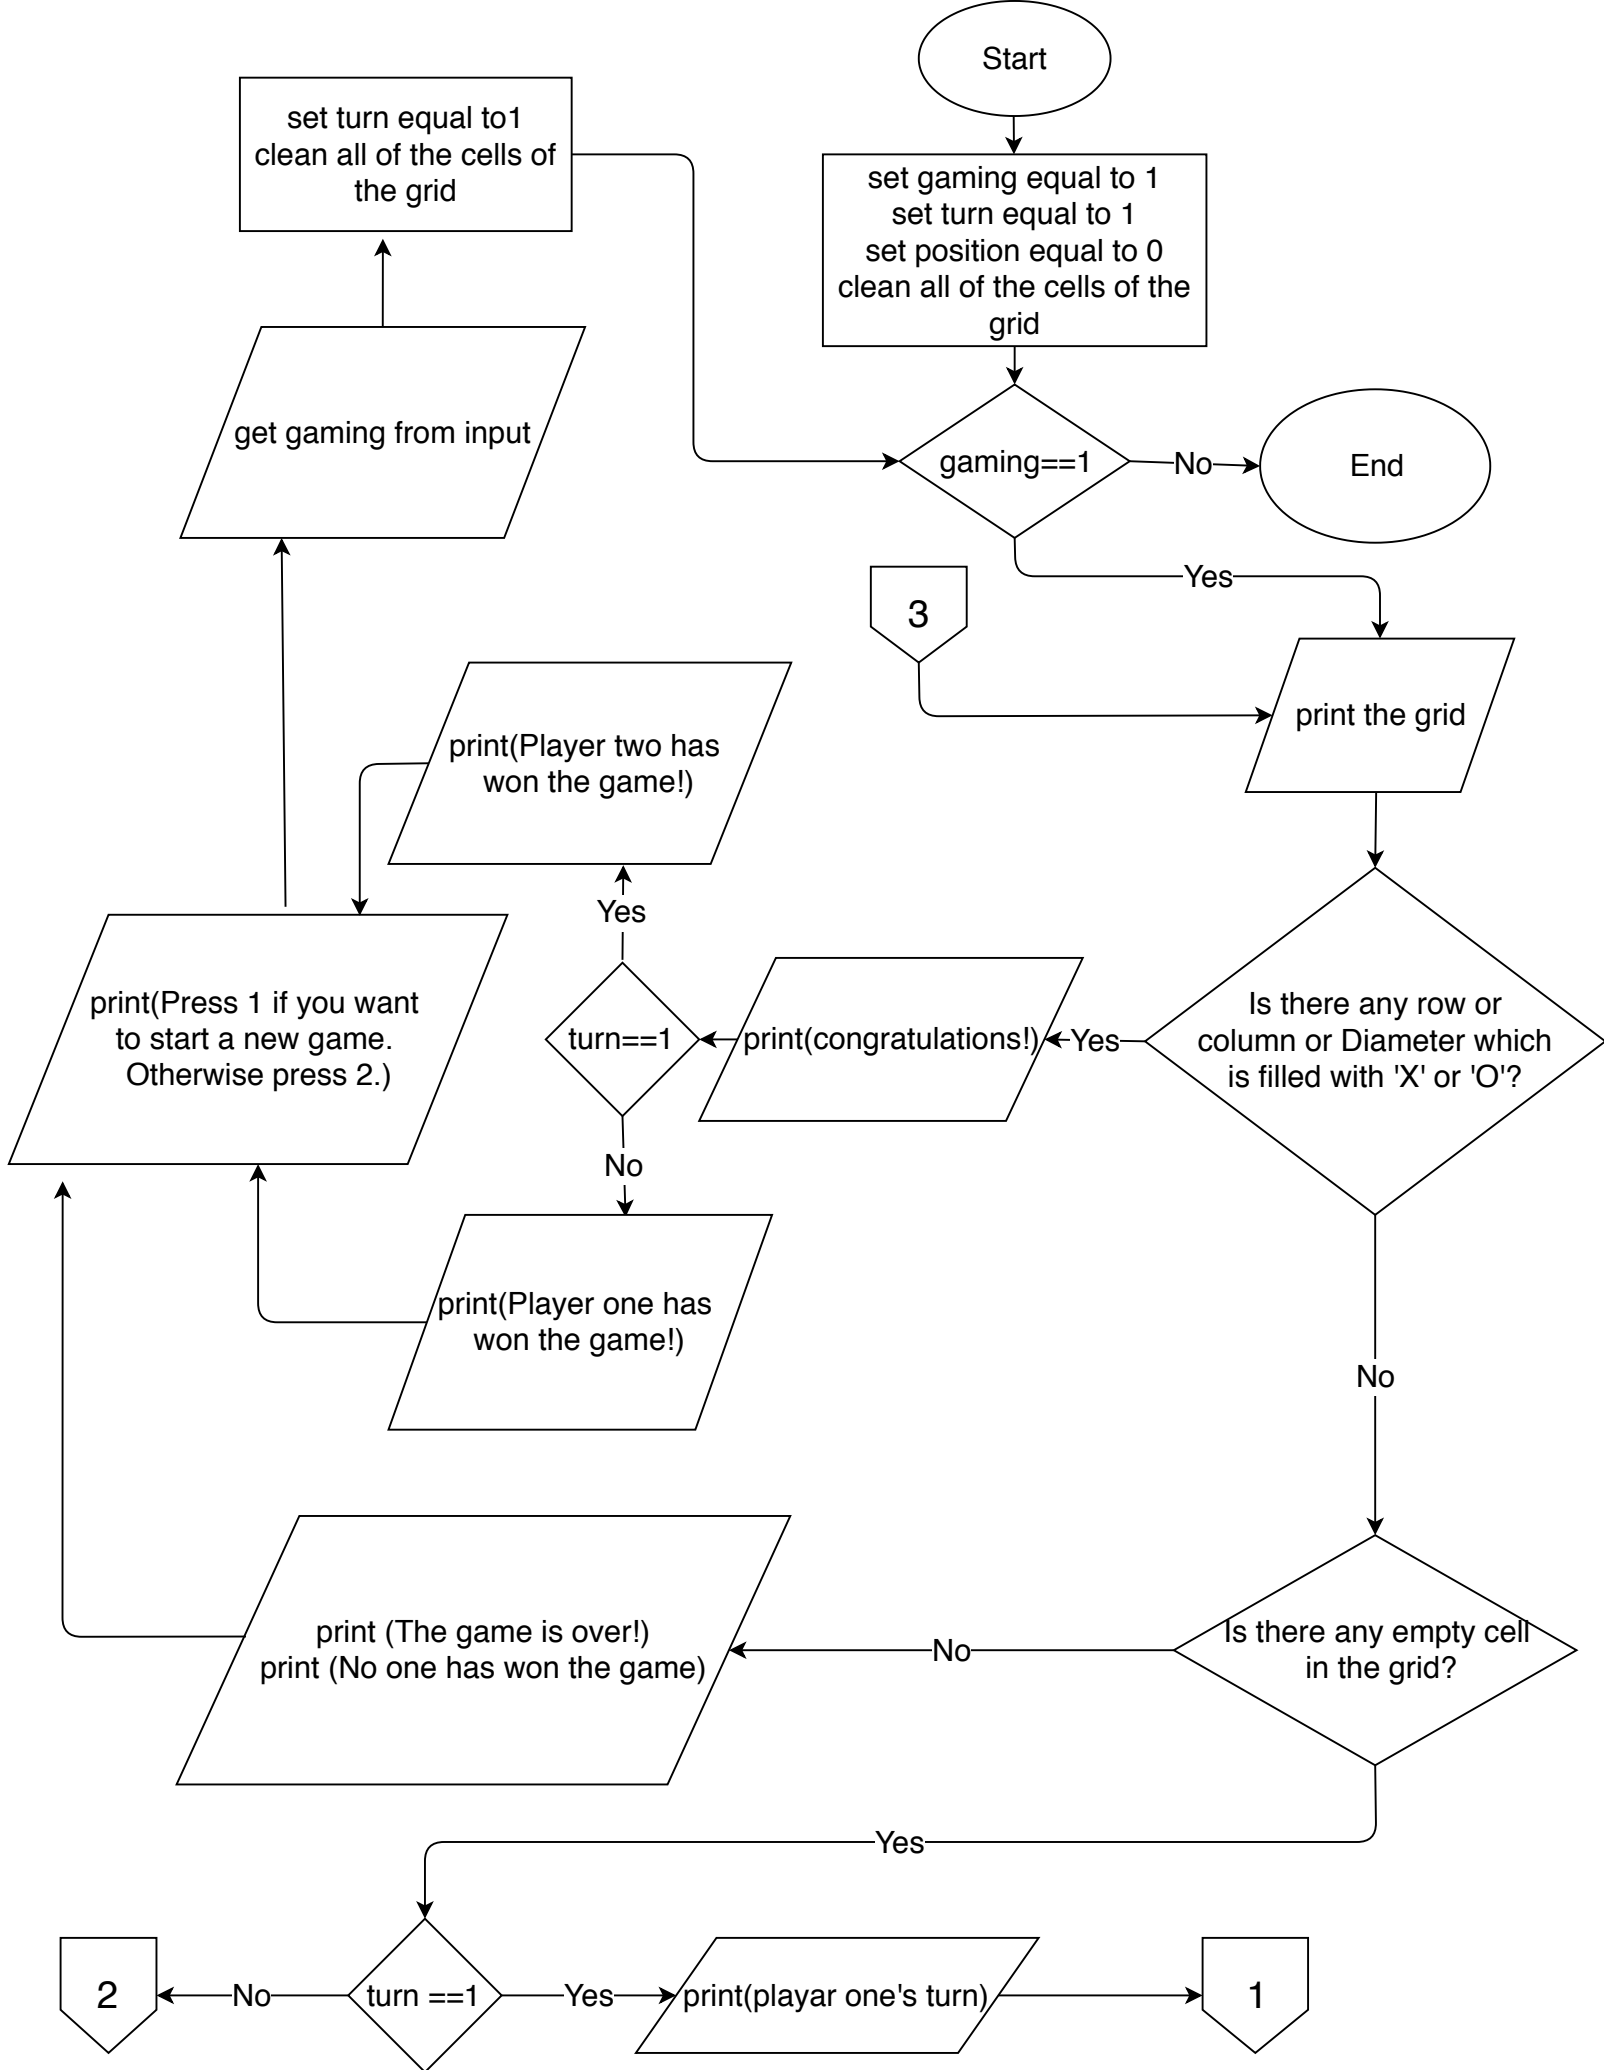 Start
set turn equal to1
clean all of the cells of
the grid
set gaming equal to 1
set turn equal to 1
set position equal to 0
clean all of the cells of the
grid
get gaming from input
gaming==1
No
End
Yes
3
print the grid
print(Player two has
won the game!)
Yes
print(Press 1 if you want
to start a new game.
Otherwise press 2.)
turn==1
print(congratulations!)
Yes
Is there any row or
column or Diameter which
is filled with 'X' or 'O'?
No
print(Player one has
won the game!)
No
print (The game is over!)
print (No one has won the game)
No
Is there any empty cell
in the grid?
Yes
2
No
turn ==1
Yes
print(playar one's turn)
1